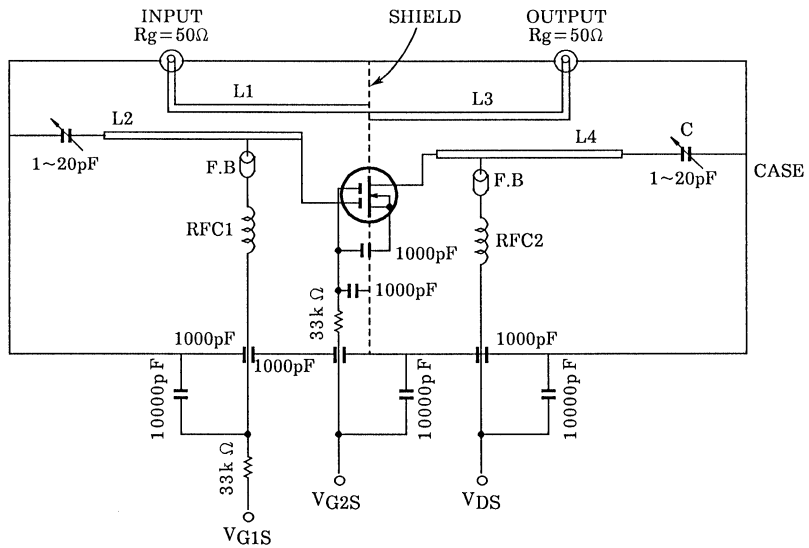 INPUT
Rg=50Ω
SHIELD
OUTPUT
Rg=50Ω
L1
L3
L2
L4
C
1~20pF
F.B
F.B
1~20pF
CASE
RFC1
RFC2
1000pF
1000pF
33kΩ
1000pF
1000pF
1000pF
10000pF
10000pF
10000pF
33kΩ
VG2S
VDS
VG1S